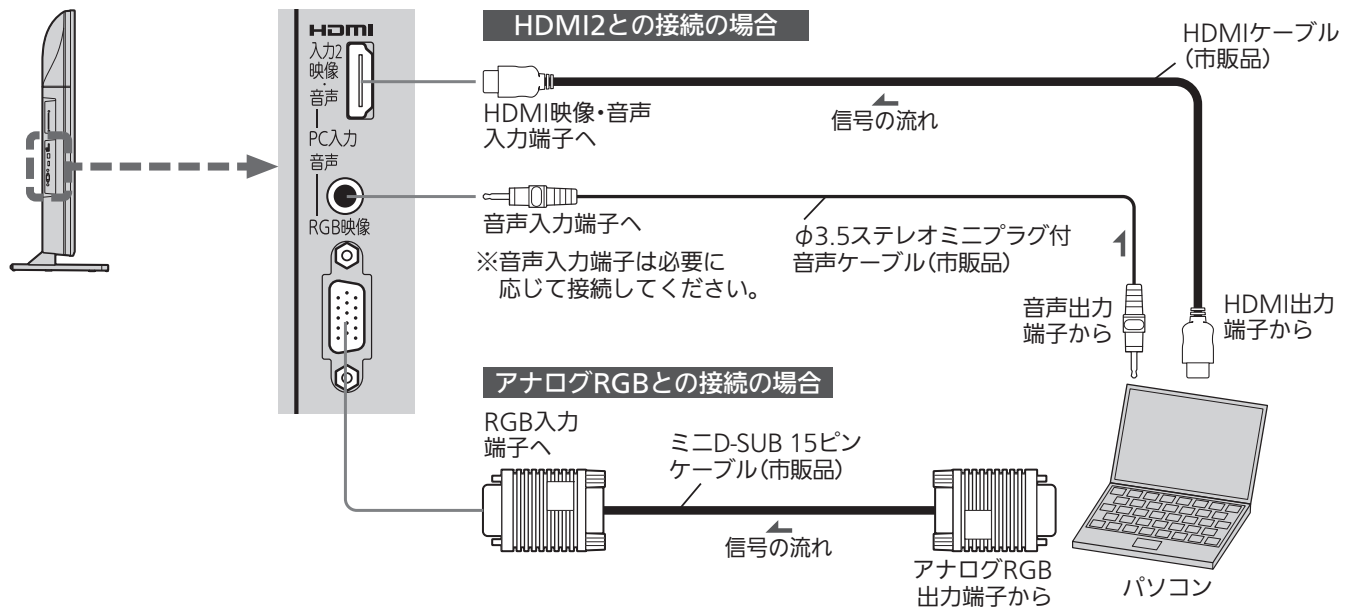 HDMI
入力2
映像
・
音声
PC入力
音声
RGB映像
HDMI2との接続の場合
HDMIケーブル
（市販品）
HDMI映像・音声
入力端子へ
信号の流れ
音声入力端子へ
※音声入力端子は必要に
応じて接続してください。
φ3.5ステレオミニプラグ付
音声ケーブル（市販品）
音声出力
端子から
HDMI出力
端子から
アナログRGBとの接続の場合
RGB入力
端子へ
ミニD-SUB 15ピン
ケーブル（市販品）
信号の流れ
アナログRGB
出力端子から
パソコン